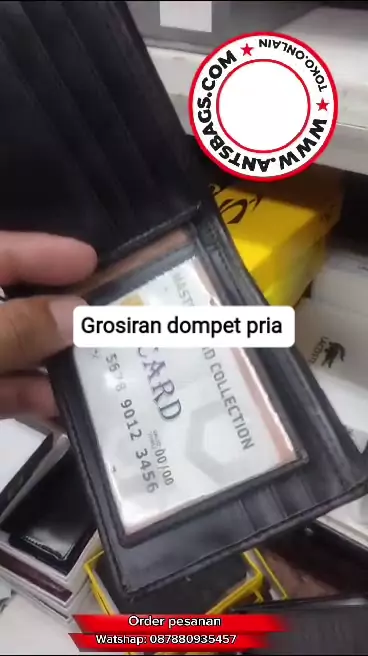 WWW.ANTSBAGS.COM
TOKO.ONLAIN
Grosiran dompet pria
MAST
D COLLECTION
CARD
5678 9012 3456
00/00
Order pesanan
Watshap: 087880935457